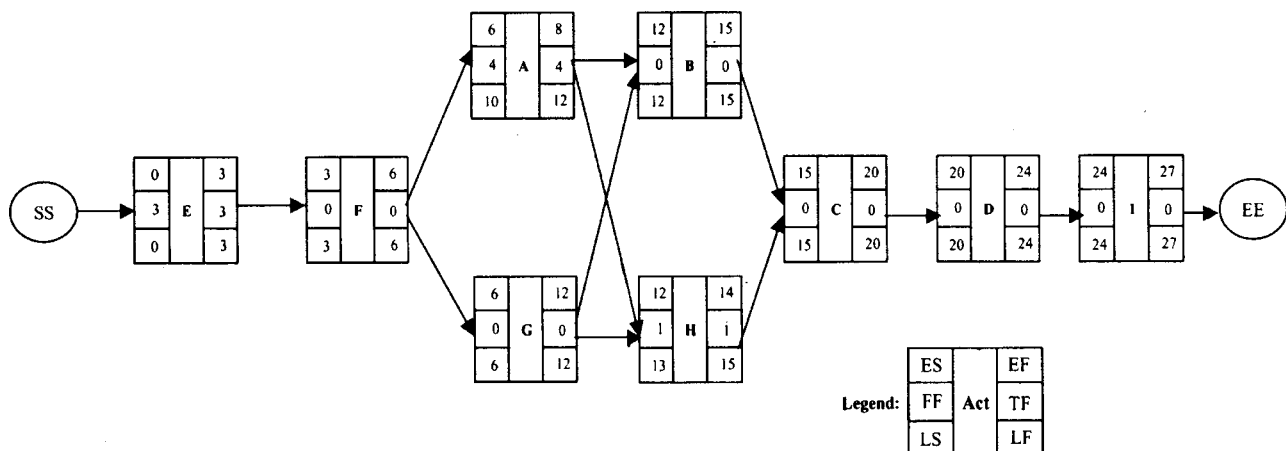 6 8
4 A 4
10 12
12 15
0 B 0
12 15
SS
0 3
3 E 3
0 3
3 6
0 F 0
3 6
15 20
0 C 0
15 20
20 24
0 D 0
20 24
24 27
0 1 0
24 27
EE
6 12
0 G 0
6 12
12 14
1 H i
13 15
Legend:
ES EF
FF Act TF
LS LF